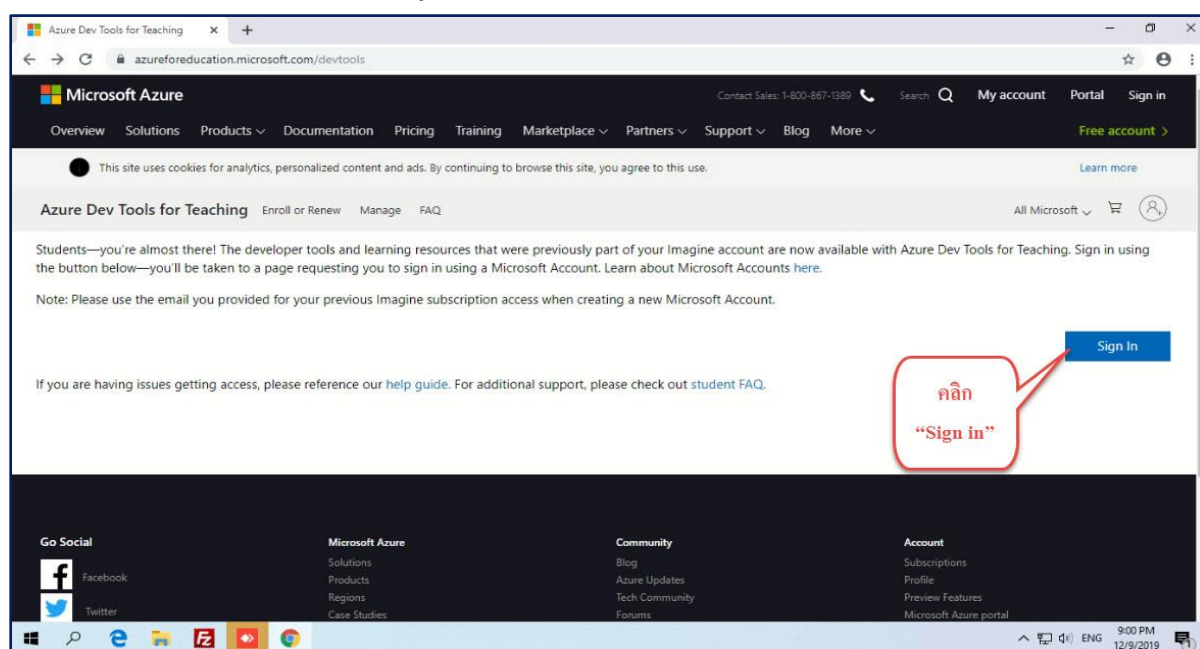 Azure Dev Tools for Teaching
azureforeducation.microsoft.com/devtools
Microsoft Azure
Contact Sales: 1-800-867-1389 Search My account Portal Sign in
Overview Solutions Products Documentation Pricing Training Marketplace Partners Support Blog More Free account >
This site uses cookies for analytics, personalized content and ads. By continuing to browse this site, you agree to this use. Learn more
Azure Dev Tools for Teaching Enroll or Renew Manage FAQ All Microsoft
Students—you're almost there! The developer tools and learning resources that were previously part of your Imagine account are now available with Azure Dev Tools for Teaching. Sign in using
the button below—you'll be taken to a page requesting you to sign in using a Microsoft Account. Learn about Microsoft Accounts here.
Note: Please use the email you provided for your previous Imagine subscription access when creating a new Microsoft Account.
Sign In
If you are having issues getting access, please reference our help guide. For additional support, please check out student FAQ.
คลิก
“Sign in”
Go Social Microsoft Azure Community Account
Solutions Blog Subscriptions
Facebook Products Azure Updates Profile
Regions Tech Community Preview Features
Twitter Case Studies Forums Microsoft Azure portal
ENG 9:00 PM
12/9/2019